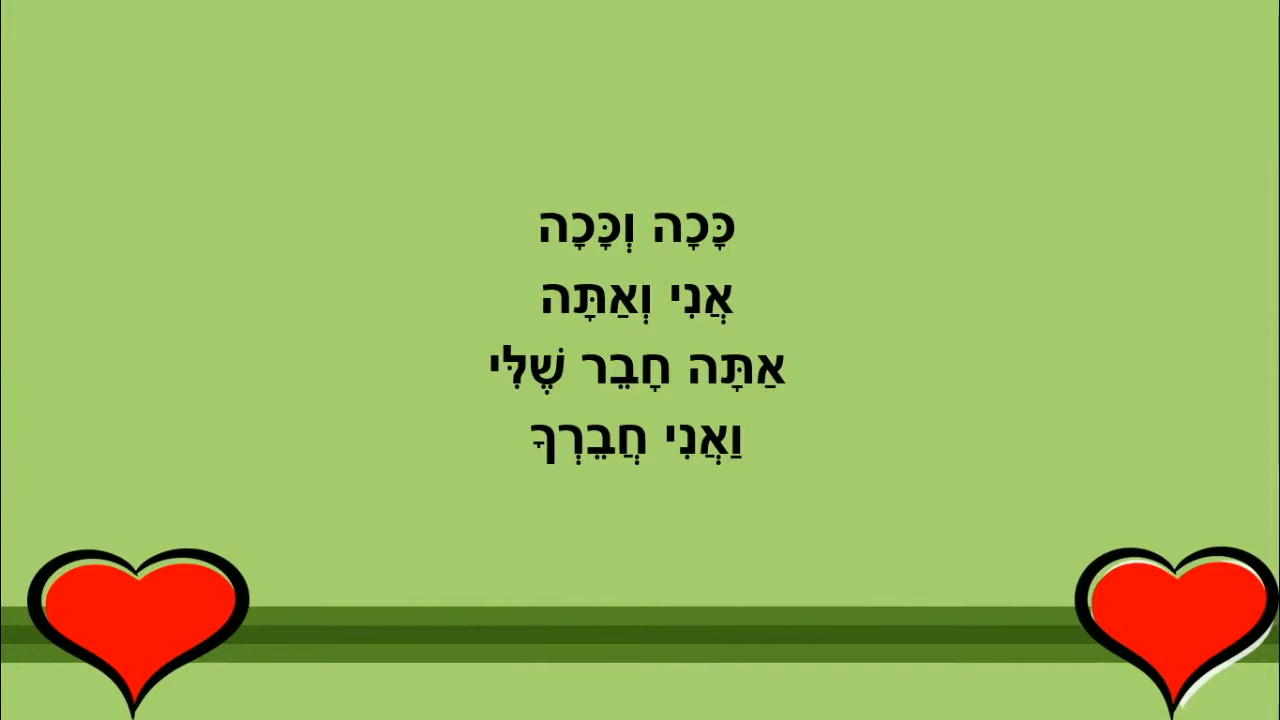 כָּכָה וְכָּכָה
אֲנִי וְאַתָּה
אַתָּה חָבֵר שֶׁלִּי
וַאֲנִי חֲבֵרְךָ